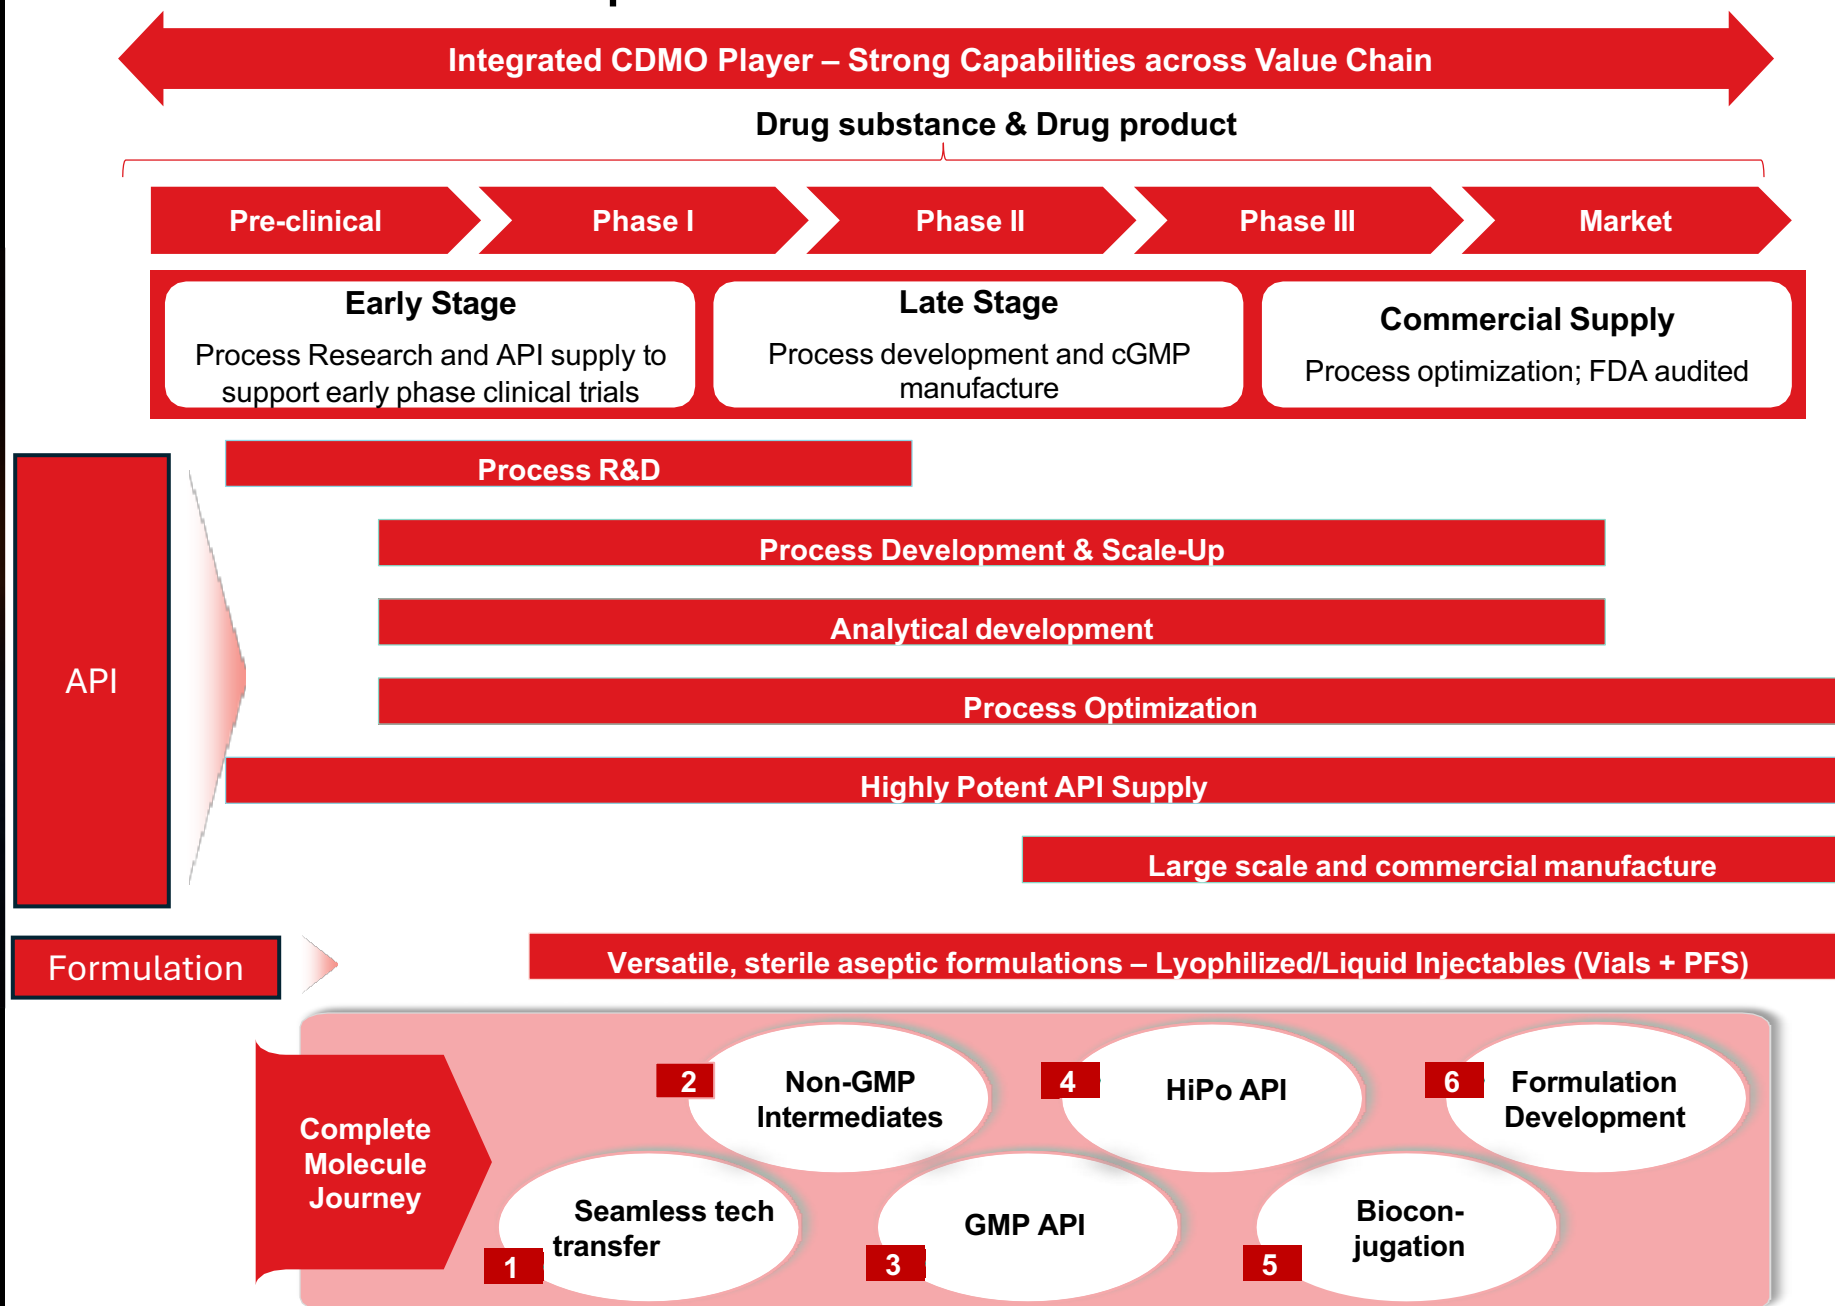 Integrated CDMO Player – Strong Capabilities across Value Chain
Drug substance & Drug product
Pre-clinical
Phase I
Phase II
Phase III
Market
Early Stage
Process Research and API supply to
support early phase clinical trials
Late Stage
Process development and cGMP
manufacture
Commercial Supply
Process optimization; FDA audited
API
Process R&D
Process Development & Scale-Up
Analytical development
Process Optimization
Highly Potent API Supply
Large scale and commercial manufacture
Formulation
Versatile, sterile aseptic formulations – Lyophilized/Liquid Injectables (Vials + PFS)
Complete
Molecule
Journey
1
Seamless tech
transfer
2
Non-GMP
Intermediates
3
GMP API
4
HiPo API
5
Biocon-
jugation
6
Formulation
Development